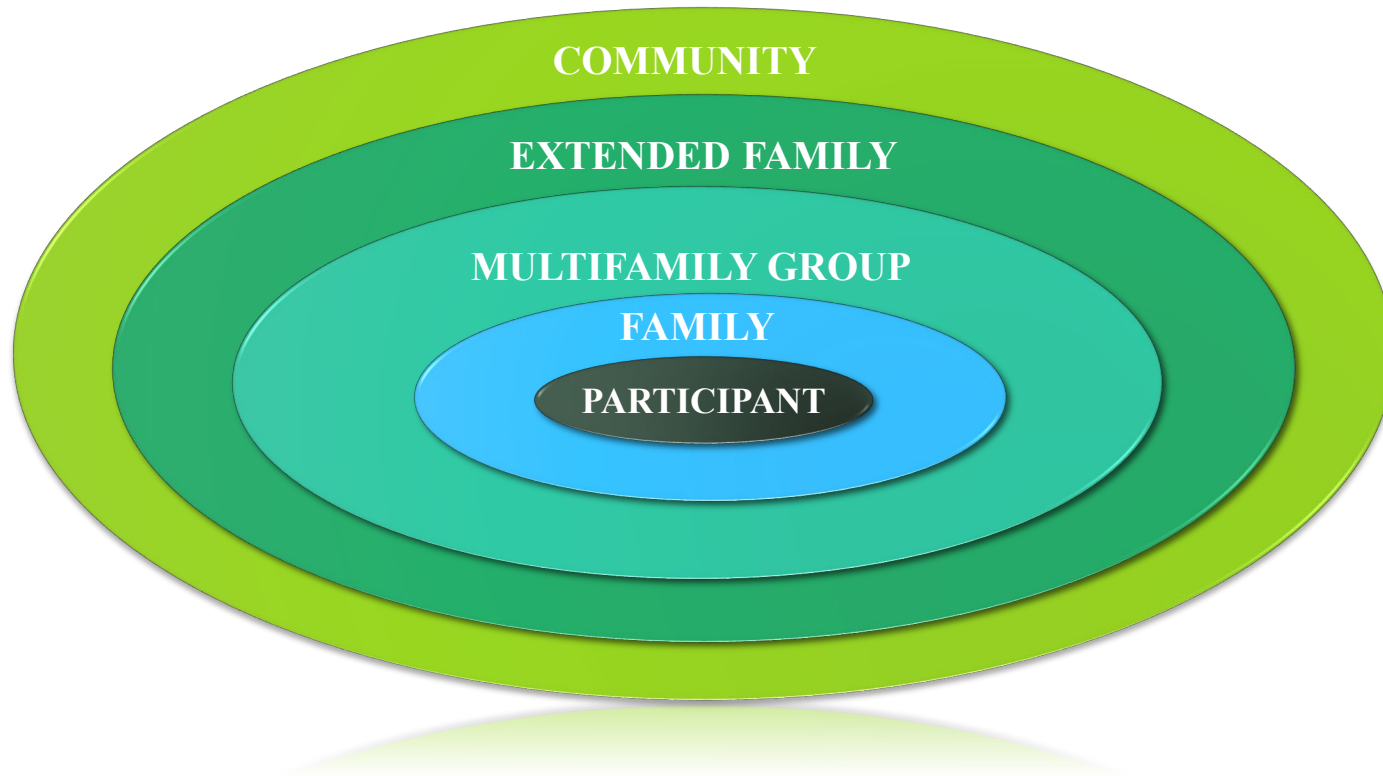 COMMUNITY
EXTENDED FAMILY
MULTIFAMILY GROUP
FAMILY
PARTICIPANT